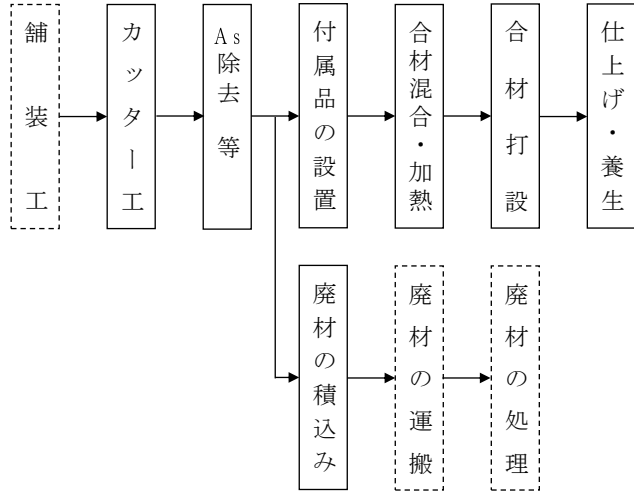 舗装工
カッター工
As除去等
付属品の設置
合材混合・加熱
合材打設
仕上げ・養生
廃材の積込み
廃材の運搬
廃材の処理